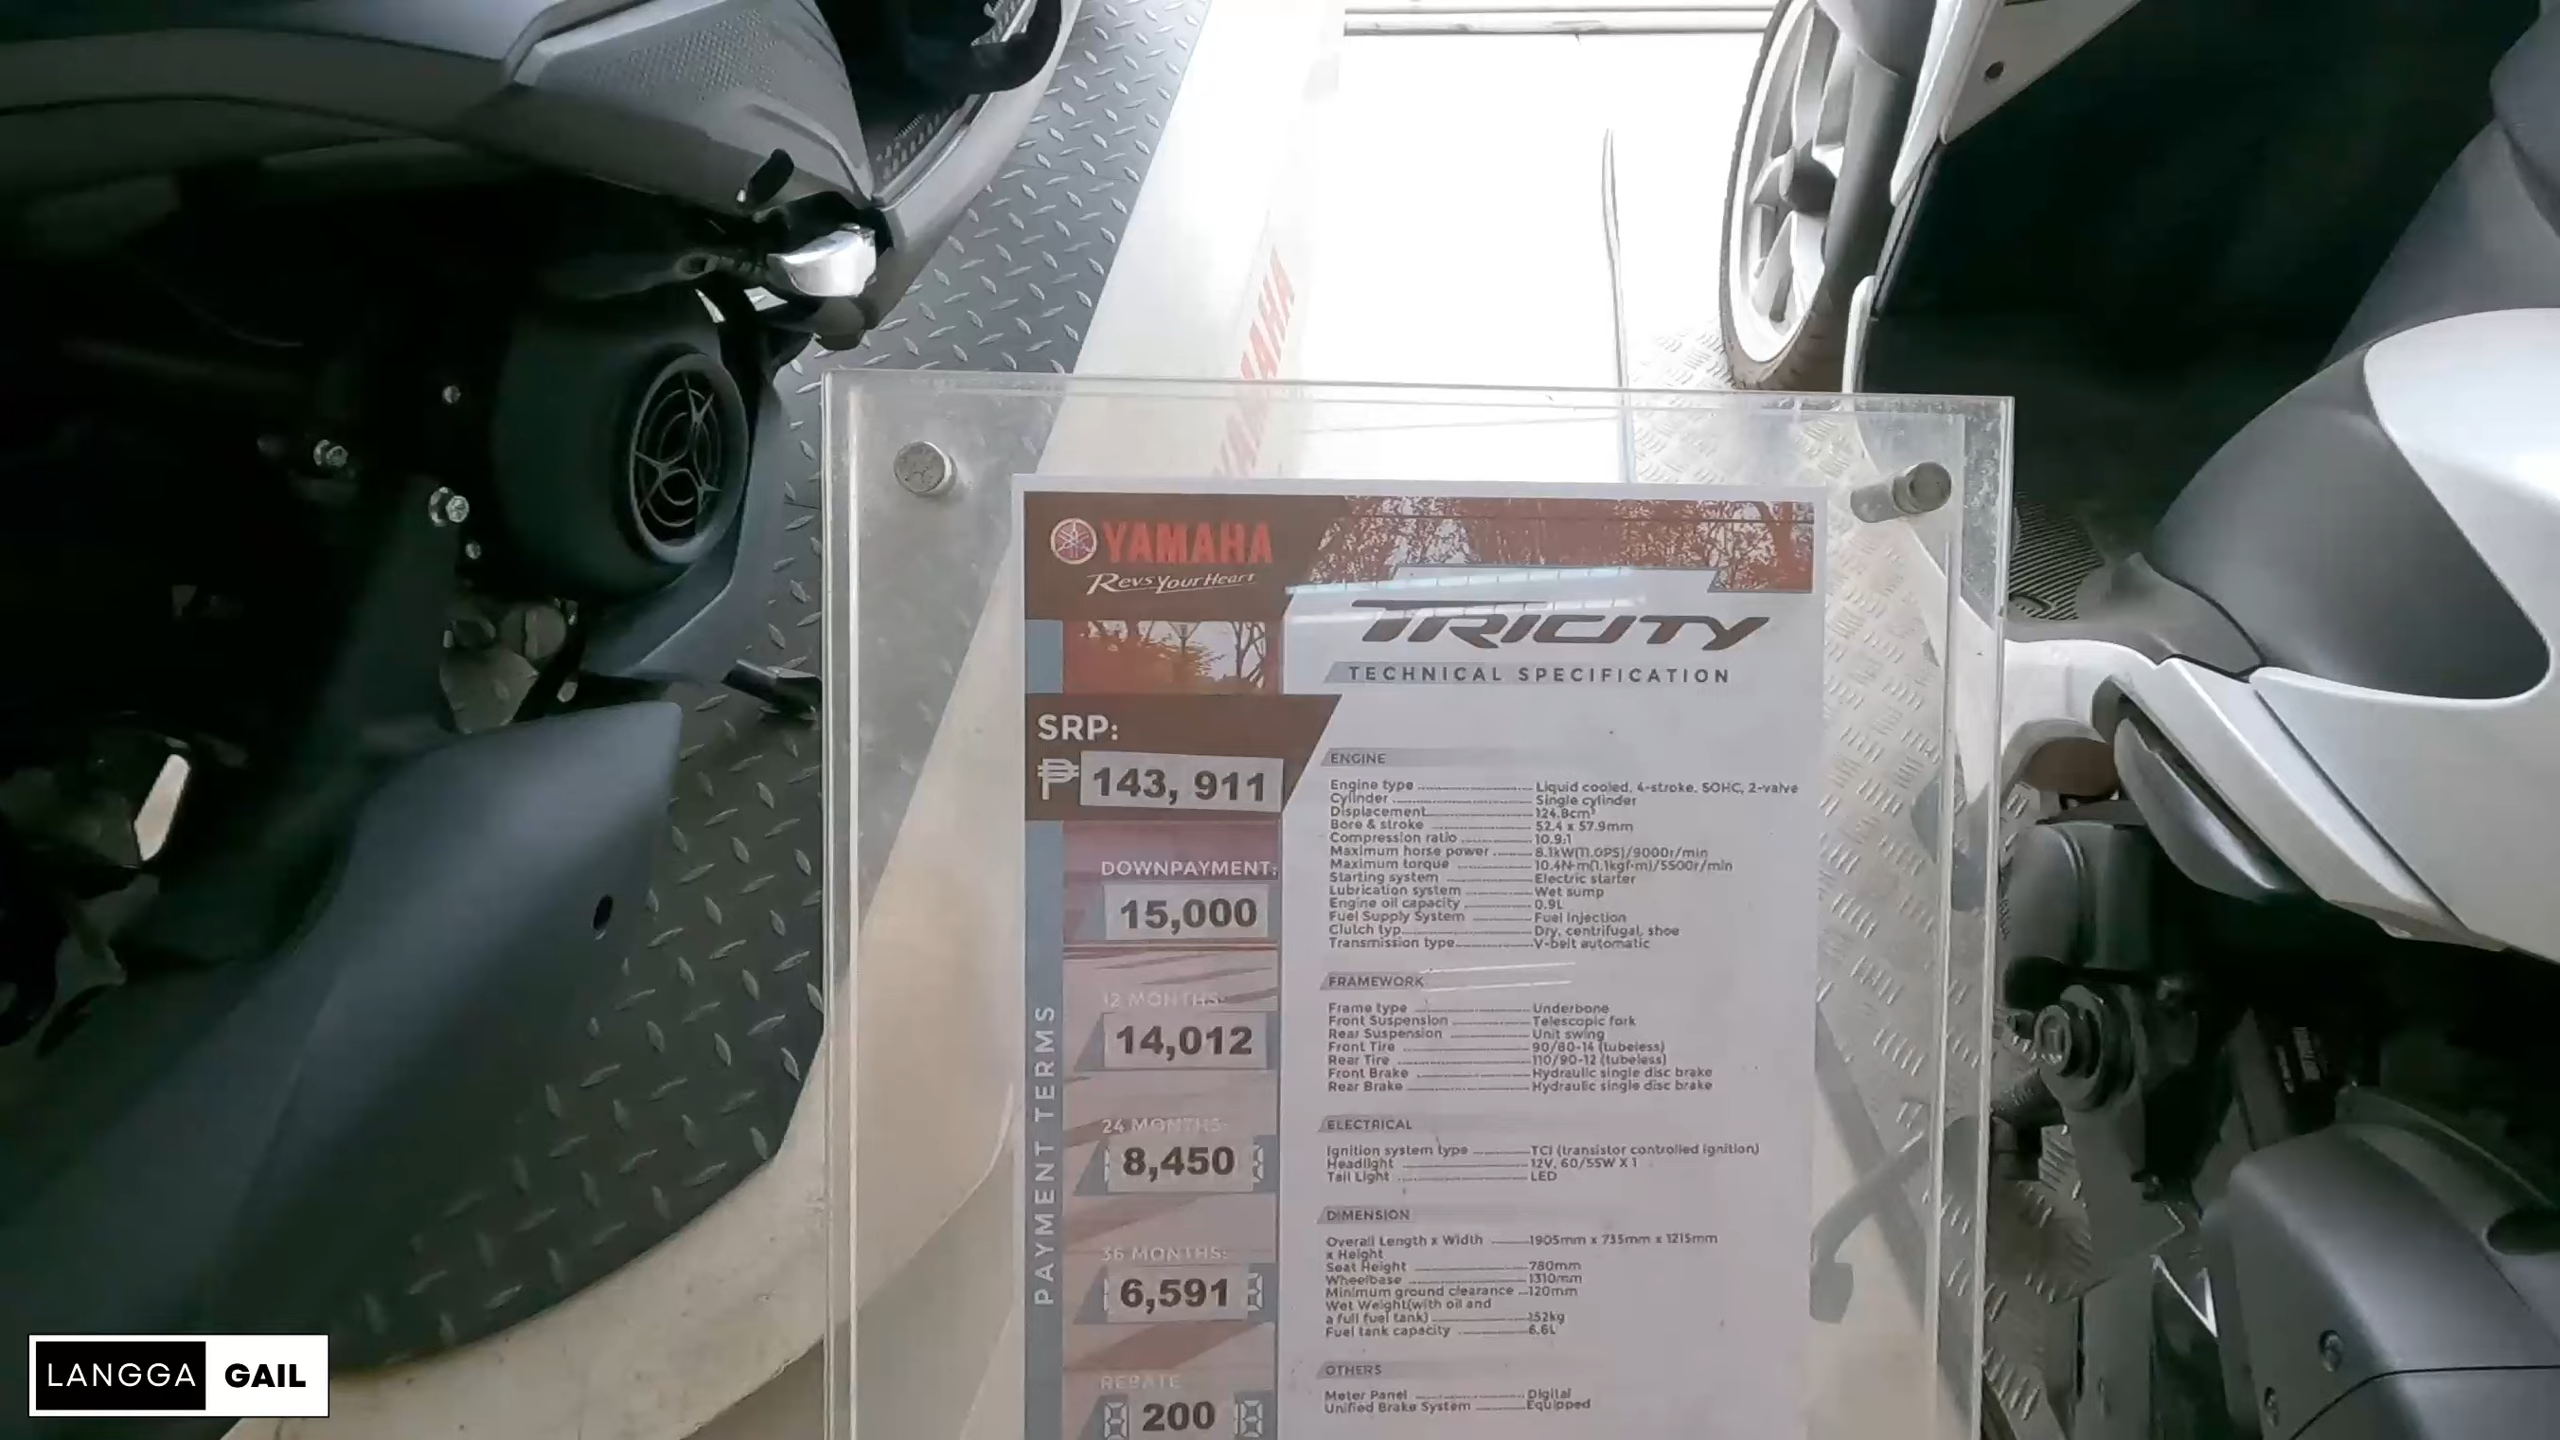 YAMAHA
YAMAHA
YAMAHA
Revs Your Heart
TRICITY
TECHNICAL SPECIFICATION
SRP:
₱ 143, 911
PAYMENT TERMS
DOWNPAYMENT:
15,000
12 MONTHS:
14,012
24 MONTHS:
8,450
36 MONTHS:
6,591
REBATE
200
ENGINE
Engine type ........ Liquid cooled, 4-stroke, SOHC, 2-valve
Cylinder ........ Single cylinder
Displacement ........ 124.8cm³
Bore & stroke ........ 52.4 x 57.9mm
Compression ratio ........ 10.9:1
Maximum horse power ........ 8.1kW(11.0PS)/9000r/min
Maximum torque ........ 10.4N·m(1.1kgf·m)/5500r/min
Starting system ........ Electric starter
Lubrication system ........ Wet sump
Engine oil capacity ........ 0.9L
Fuel Supply System ........ Fuel Injection
Clutch typ ........ Dry, centrifugal, shoe
Transmission type ........ V-belt automatic
FRAMEWORK
Frame type ........ Underbone
Front Suspension ........ Telescopic fork
Rear Suspension ........ Unit swing
Front Tire ........ 90/80-14 (tubeless)
Rear Tire ........ 110/90-12 (tubeless)
Front Brake ........ Hydraulic single disc brake
Rear Brake ........ Hydraulic single disc brake
ELECTRICAL
Ignition system type ........ TCI (transistor controlled ignition)
Headlight ........ 12V, 60/55W X 1
Tail Light ........ LED
DIMENSION
Overall Length x Width ........ 1905mm x 735mm x 1215mm
x Height
Seat Height ........ 780mm
Wheelbase ........ 1310mm
Minimum ground clearance ... 120mm
Wet Weight(with oil and
a full fuel tank) ........ 152kg
Fuel tank capacity ........ 6.6L
OTHERS
Meter Panel ........ Digital
Unified Brake System ........ Equipped
LANGGA GAIL